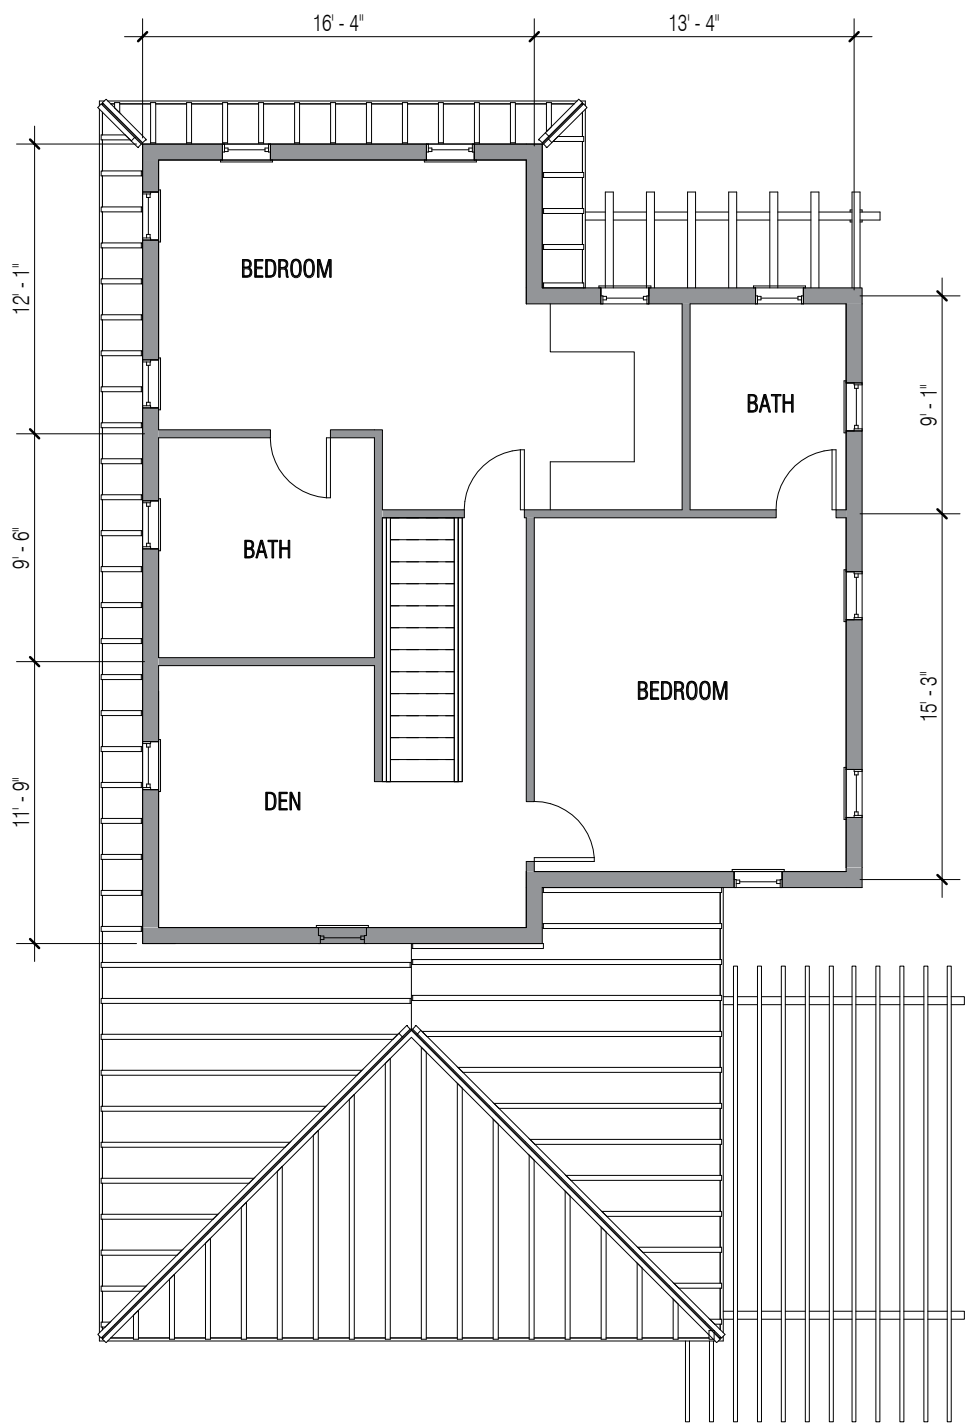 16' - 4"
13' - 4"
BEDROOM
12' - 1"
BATH
9' - 1"
BATH
9' - 6"
BEDROOM
15' - 3"
DEN
11' - 9"